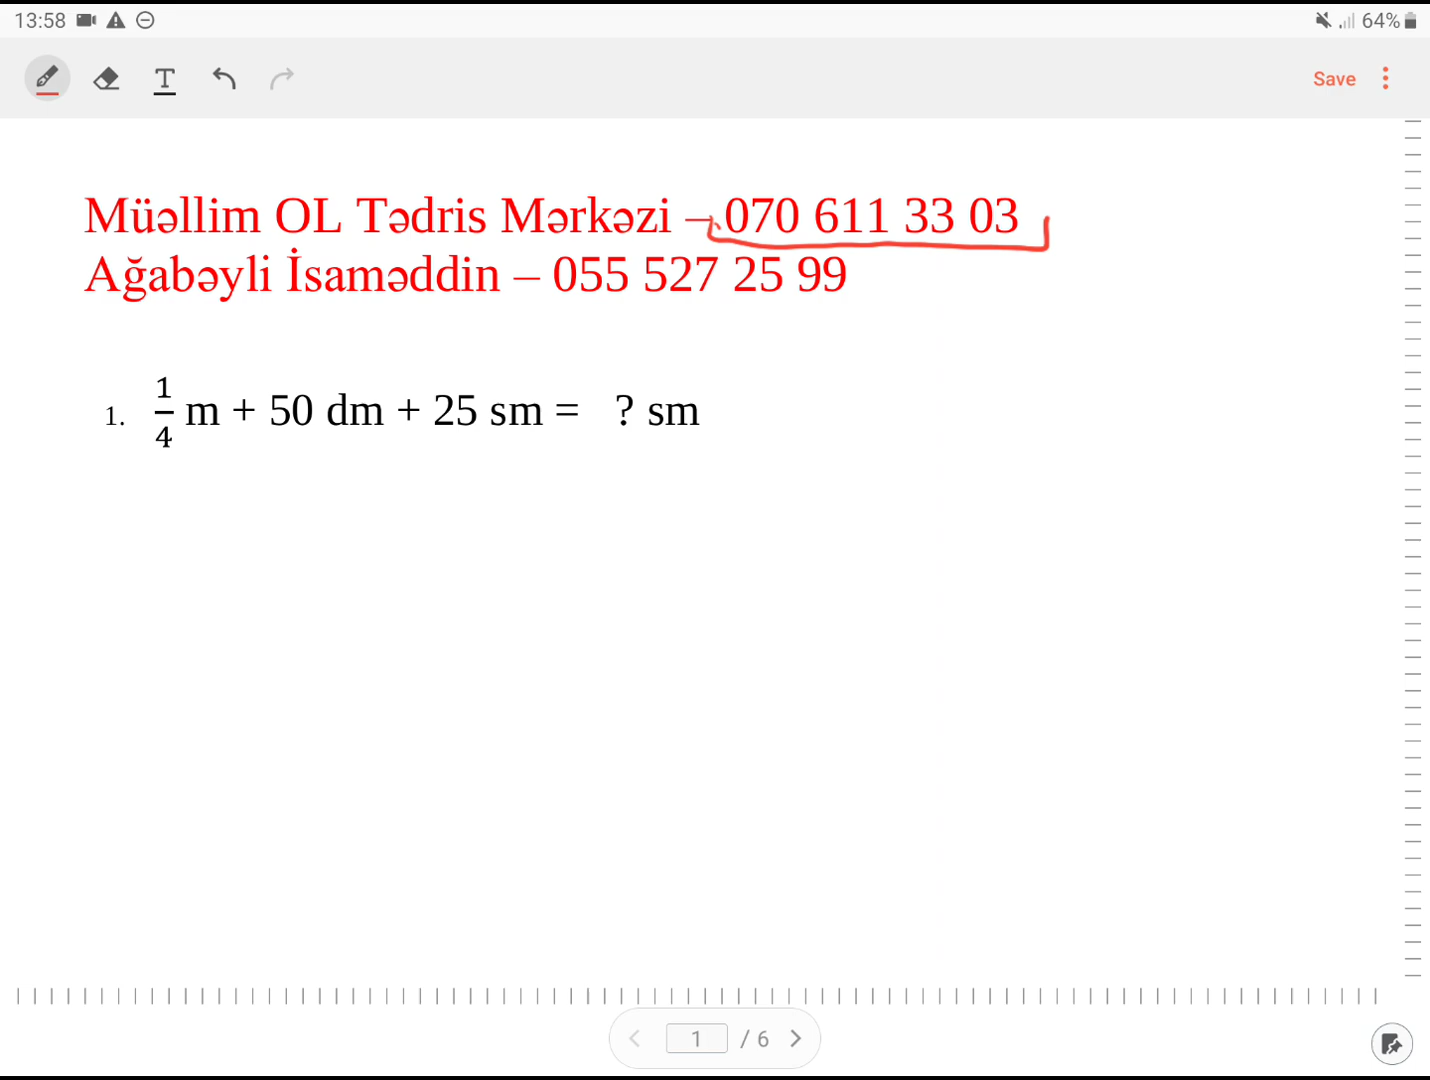 13:58
64%
T
Save
Müəllim OL Tədris Mərkəzi – 070 611 33 03
Ağabəyli İsaməddin – 055 527 25 99
1. 1/4 m + 50 dm + 25 sm = ? sm
1 / 6